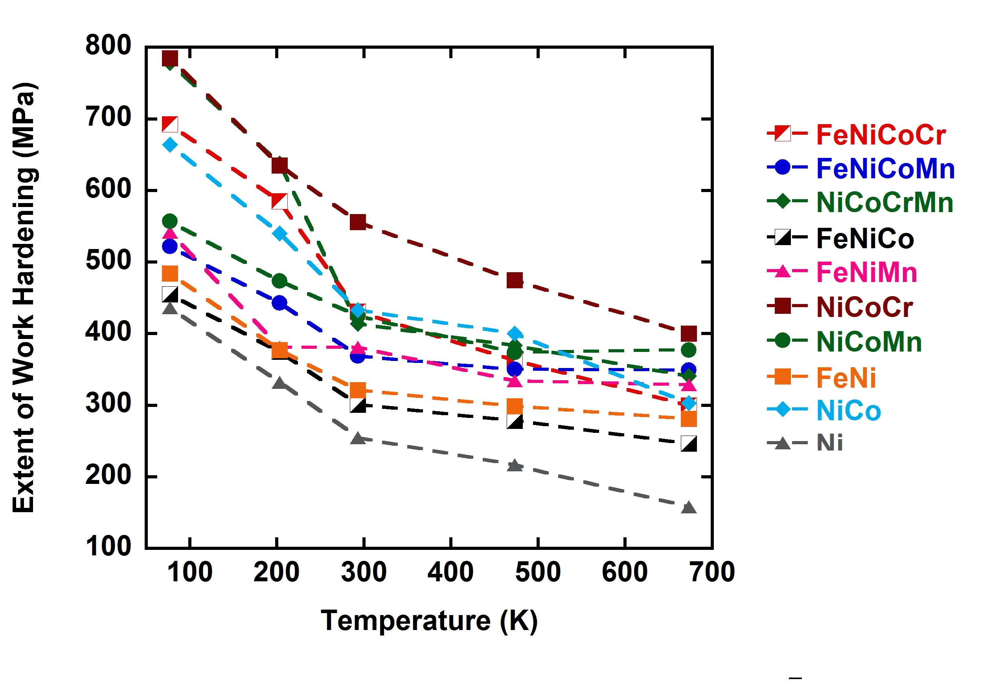 Extent of Work Hardening (MPa)
800
700
600
500
400
300
200
100
100 200 300 400 500 600 700
Temperature (K)
FeNiCoCr
FeNiCoMn
NiCoCrMn
FeNiCo
FeNiMn
NiCoCr
NiCoMn
FeNi
NiCo
Ni